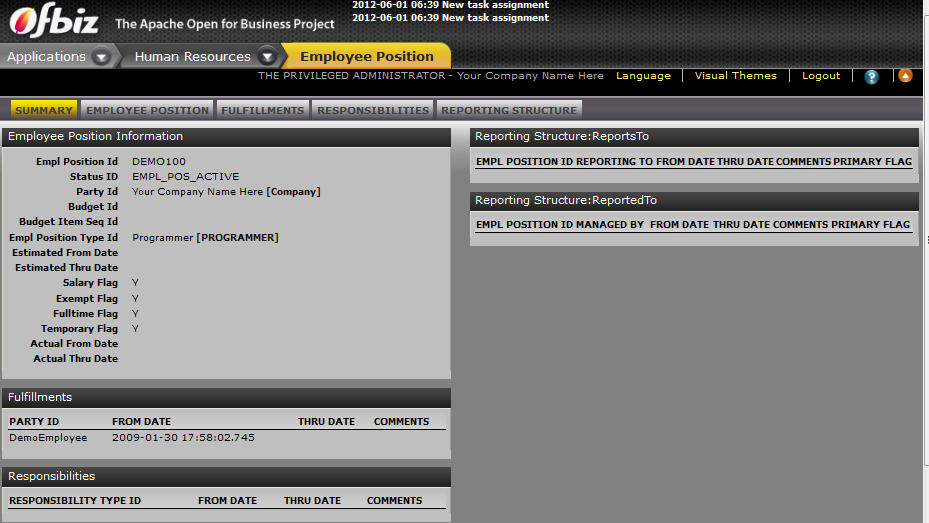 2012-06-01 06:39 New task assignment
2012-06-01 06:39 New task assignment
Ofbiz The Apache Open for Business Project
Applications Human Resources Employee Position
THE PRIVILEGED ADMINISTRATOR - Your Company Name Here Language Visual Themes Logout ?
SUMMARY EMPLOYEE POSITION FULFILLMENTS RESPONSIBILITIES REPORTING STRUCTURE
Employee Position Information
Empl Position Id DEMO100
Status ID EMPL_POS_ACTIVE
Party Id Your Company Name Here [Company]
Budget Id
Budget Item Seq Id
Empl Position Type Id Programmer [PROGRAMMER]
Estimated From Date
Estimated Thru Date
Salary Flag Y
Exempt Flag Y
Fulltime Flag Y
Temporary Flag Y
Actual From Date
Actual Thru Date
Fulfillments
PARTY ID FROM DATE THRU DATE COMMENTS
DemoEmployee 2009-01-30 17:58:02.745
Responsibilities
RESPONSIBILITY TYPE ID FROM DATE THRU DATE COMMENTS
Reporting Structure:ReportsTo
EMPL POSITION ID REPORTING TO FROM DATE THRU DATE COMMENTS PRIMARY FLAG
Reporting Structure:ReportedTo
EMPL POSITION ID MANAGED BY FROM DATE THRU DATE COMMENTS PRIMARY FLAG